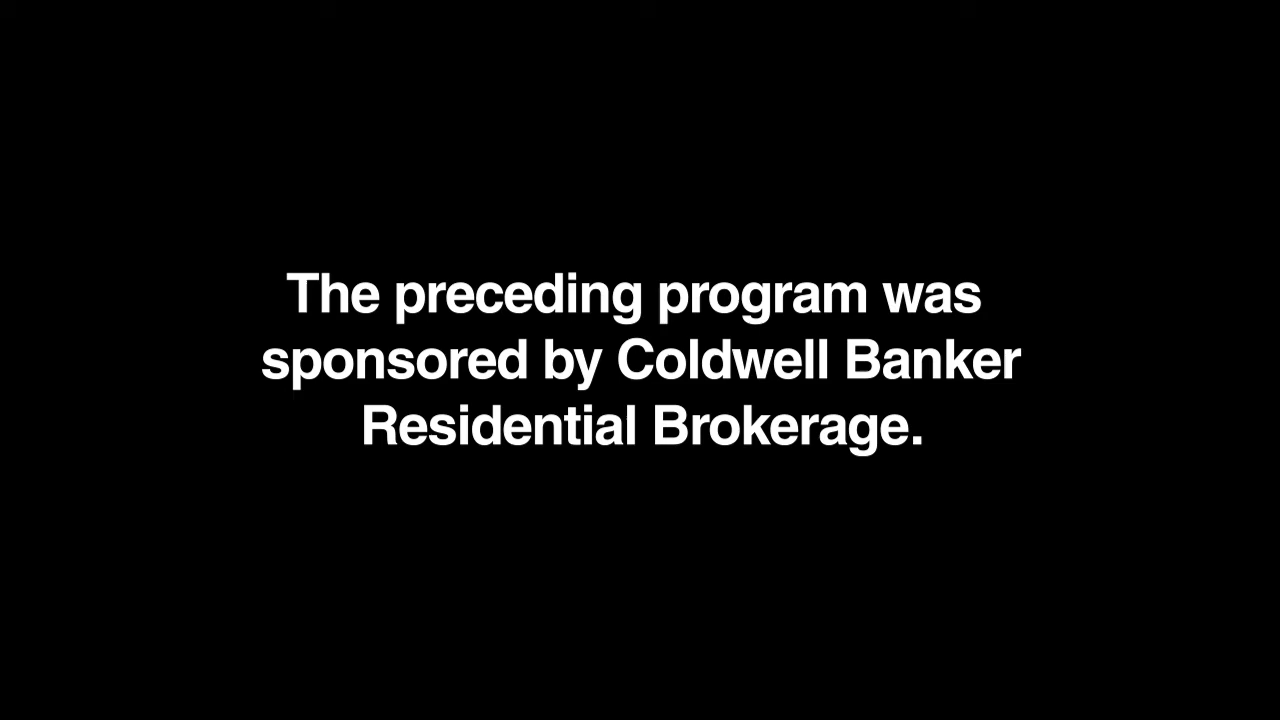 The preceding program was
sponsored by Coldwell Banker
Residential Brokerage.